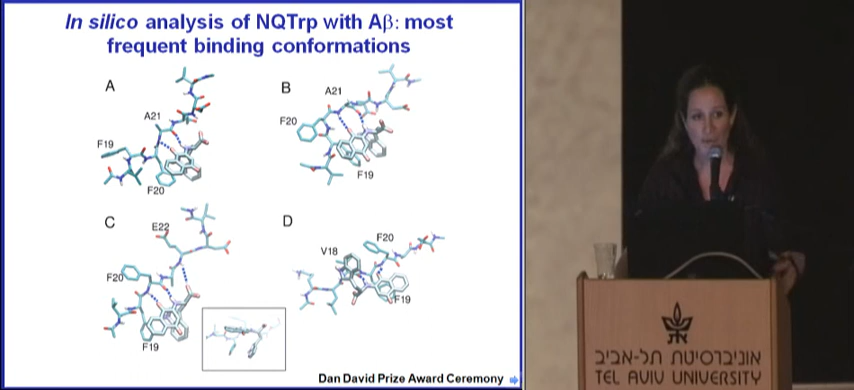 In silico analysis of NQTrp with Aβ: most
frequent binding conformations
A
B
A21
A21
F19
F20
F20
F19
C
D
E22
F20
V18
F20
F19
F19
Dan David Prize Award Ceremony
אוניברסיטת תל-אביב
TEL AVIV UNIVERSITY